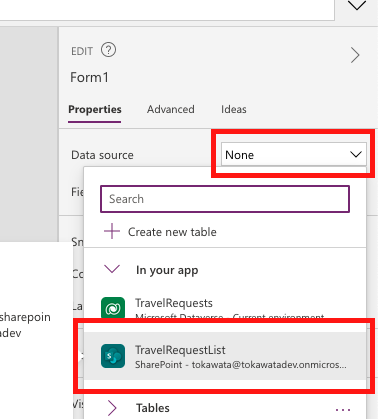 EDIT
Form1
Properties Advanced Ideas
Data source None
Fie
Search
Create new table
Sn
In your app
Co
TravelRequests
La
Microsoft Dataverse - Current environment
sharepoin
adev
TravelRequestList
SharePoint - tokawata@tokawatadev.onmicros...
Vis
Tables ...